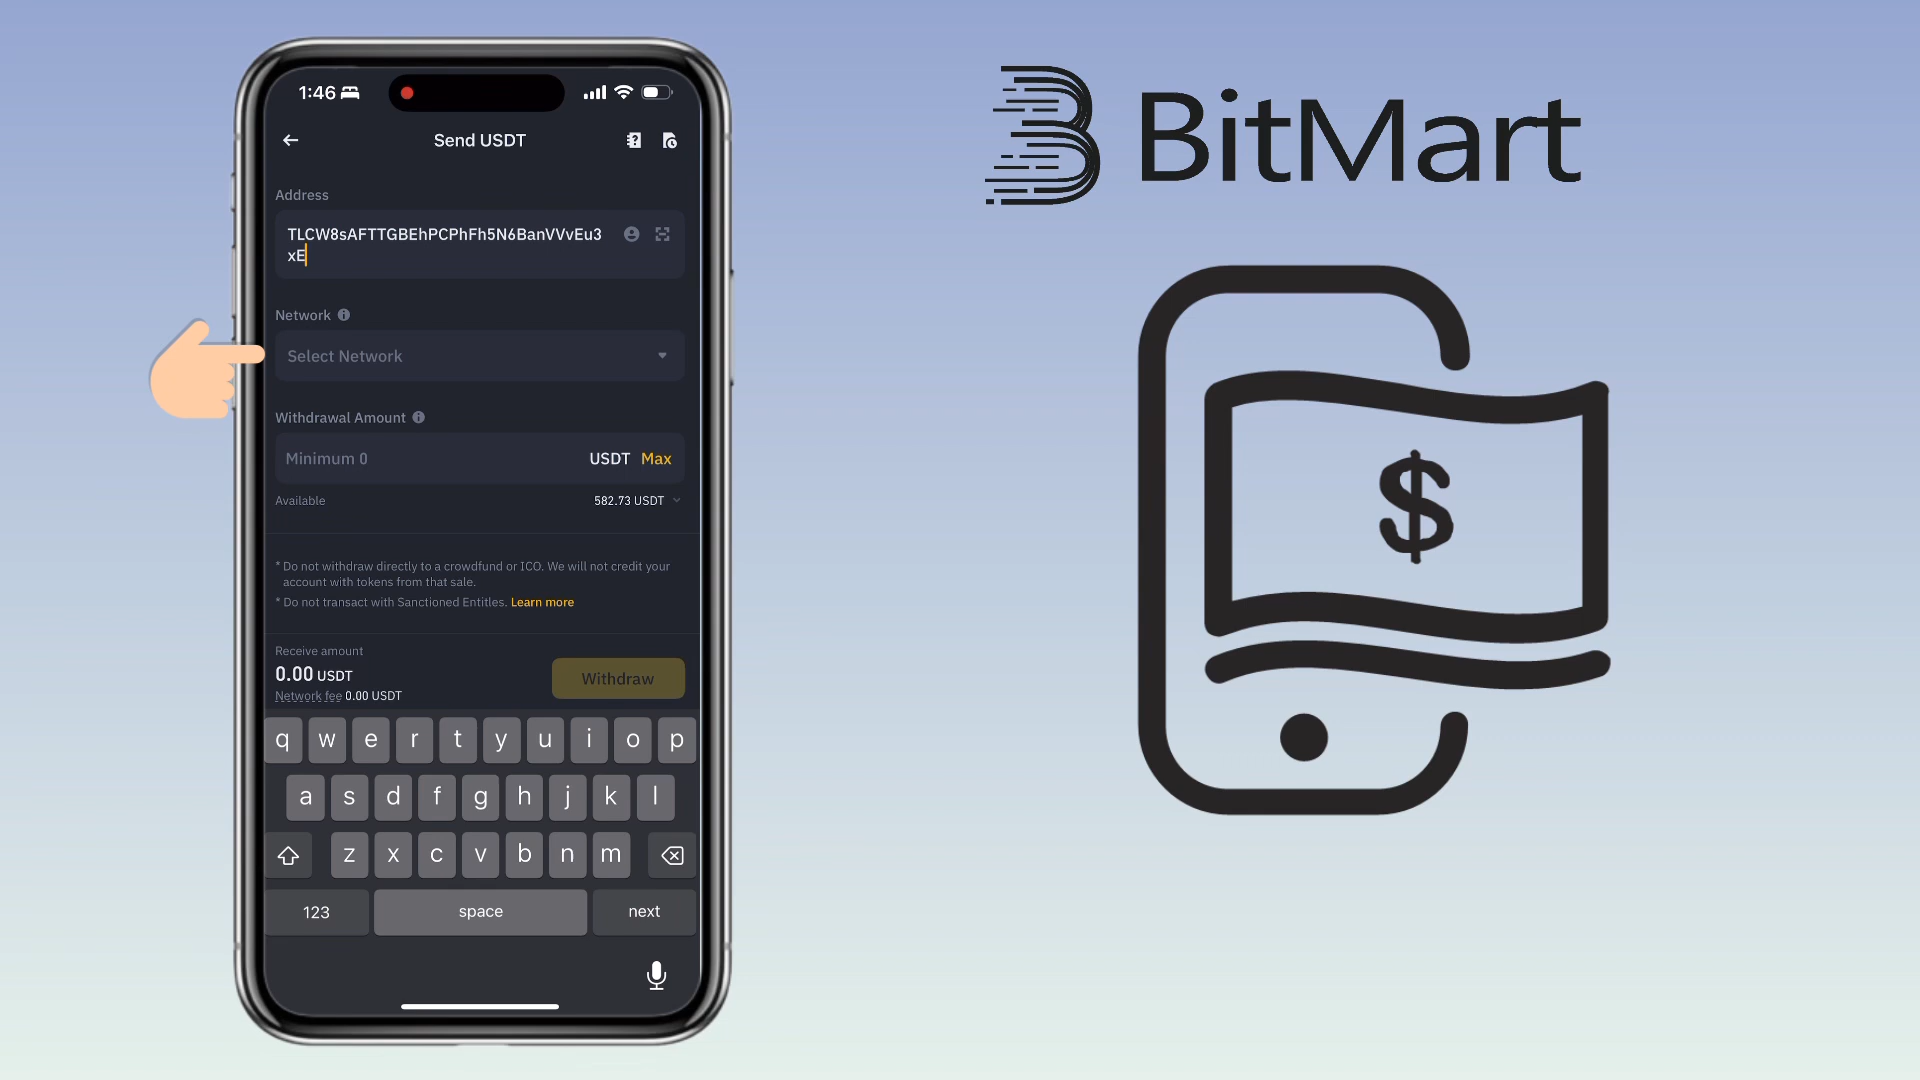 1:46
Send USDT
Address
TLCW8sAFTTGBEhPCPhFh5N6BanVVvEu3
xE
Network
Select Network
Withdrawal Amount
Minimum 0 USDT Max
Available 582.73 USDT
* Do not withdraw directly to a crowdfund or ICO. We will not credit your
account with tokens from that sale.
* Do not transact with Sanctioned Entitles. Learn more
Receive amount
0.00 USDT
Network fee 0.00 USDT
Withdraw
q w e r t y u i o p
a s d f g h j k l
z x c v b n m
123 space next
BitMart
$